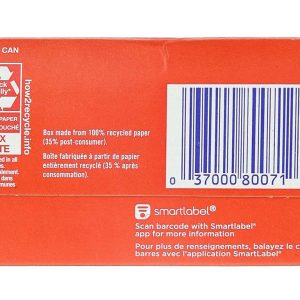 CAN
how2recycle.info
PAPER
Box made from 100% recycled paper
(35% post-consumer).
Boîte fabriquée à partir de papier
entièrement recyclé (35 % après
consommation).
0 37000 80071
smartlabel®
Scan barcode with SmartLabel®
app for more information
Pour plus de renseignements, balayez le c
barres avec l'application SmartLabel®